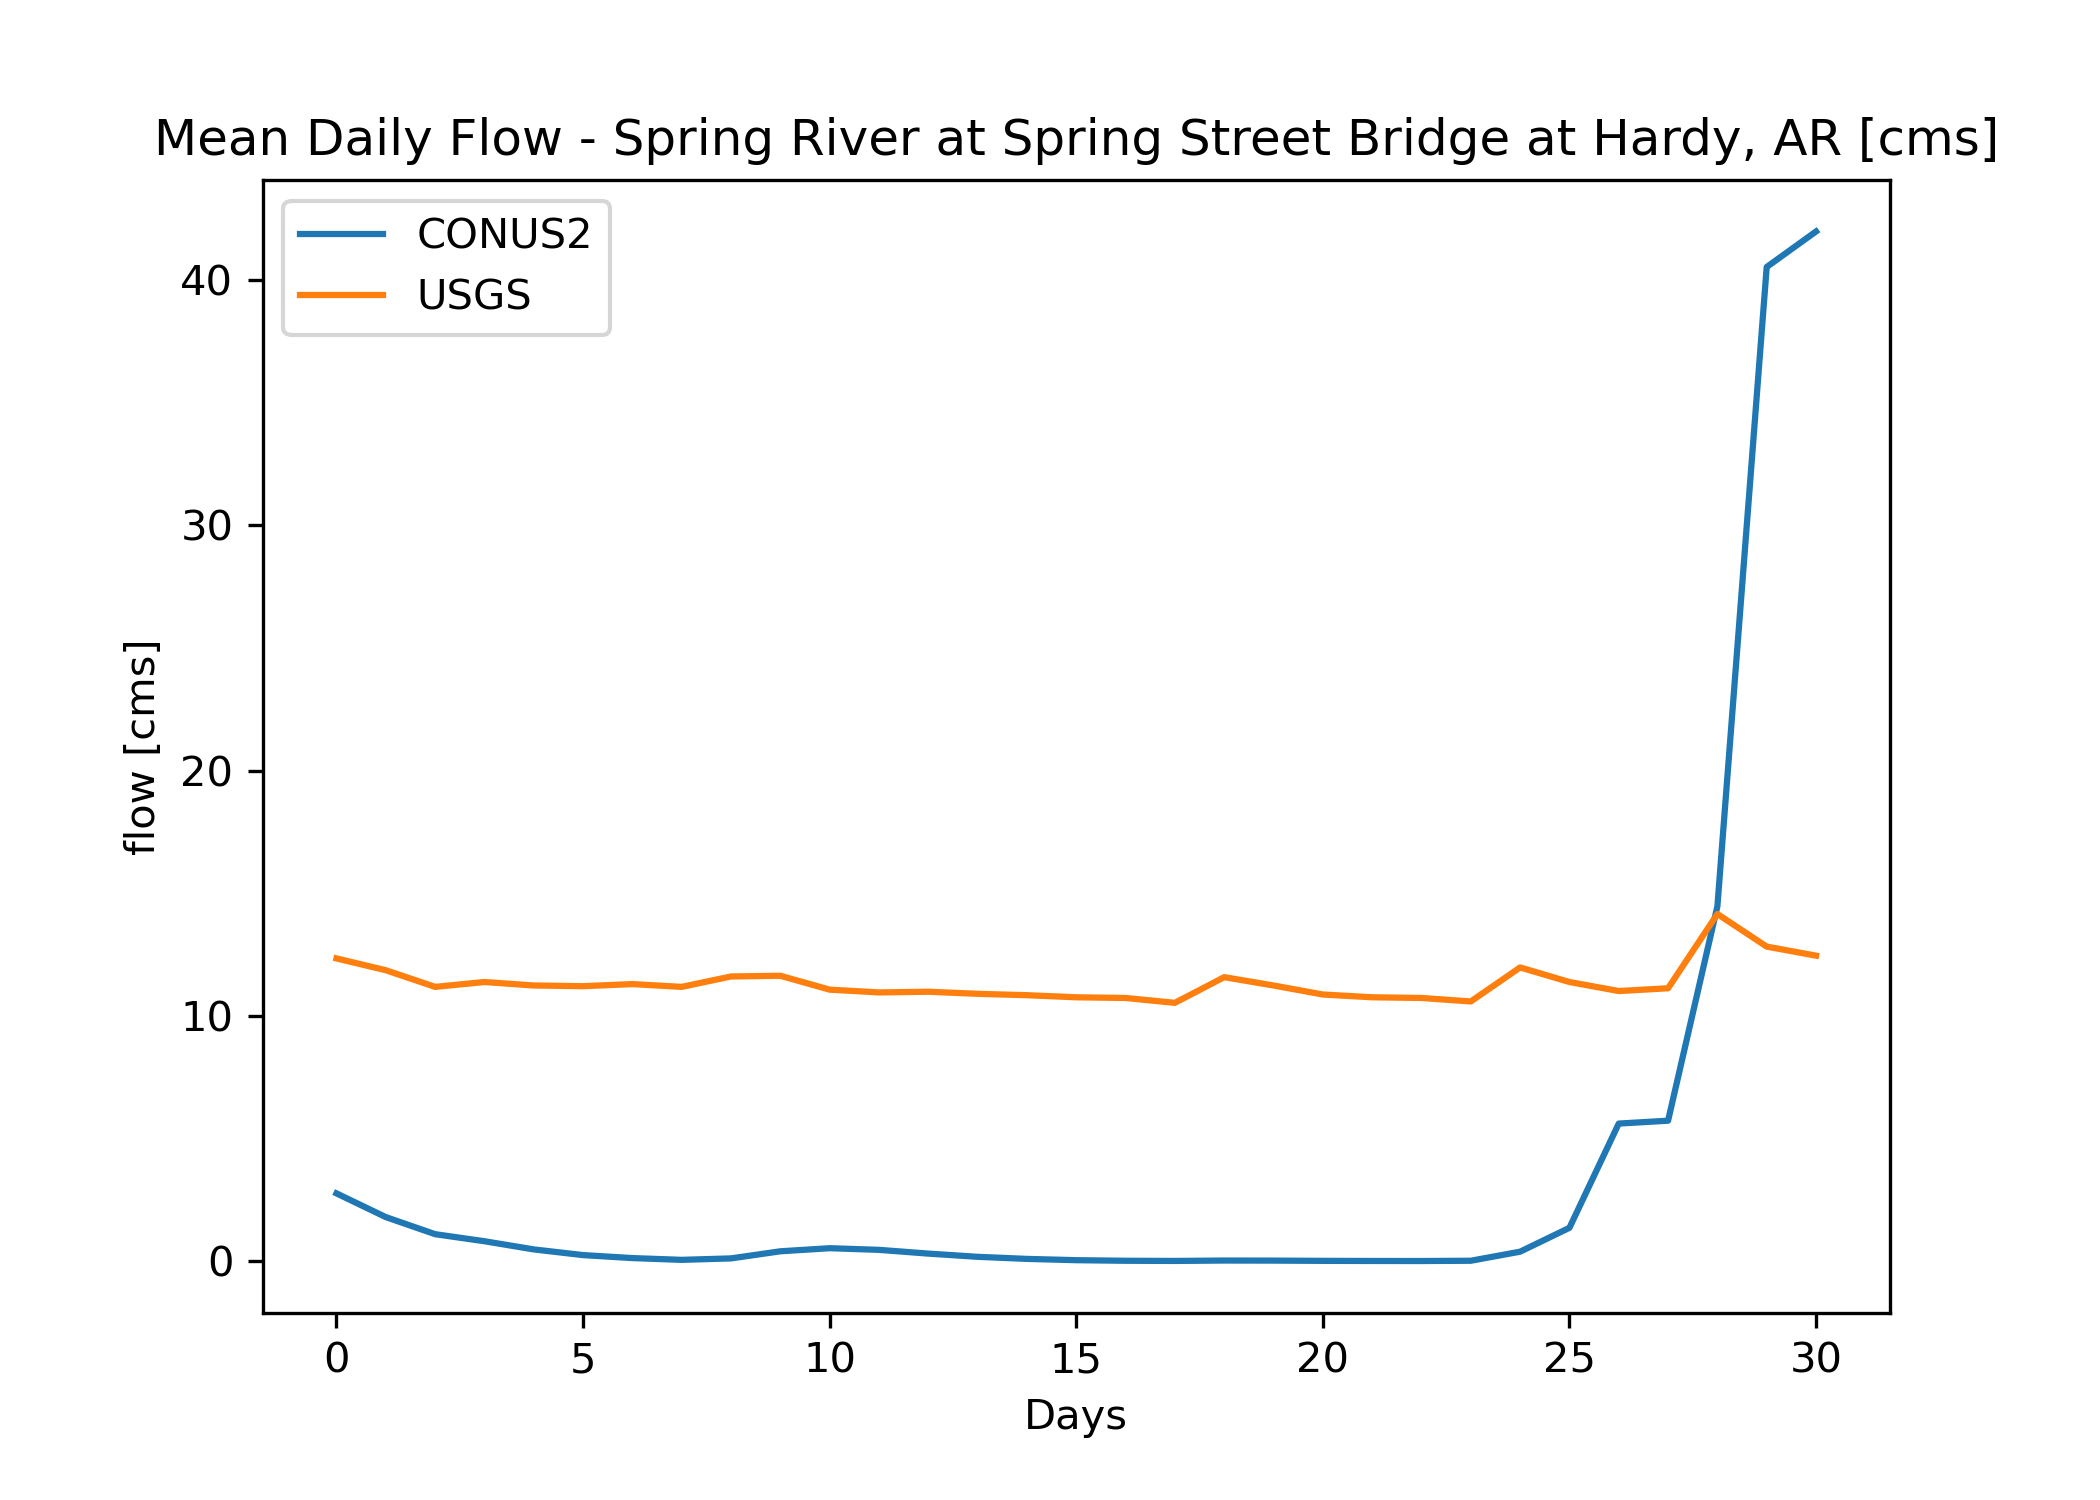 Mean Daily Flow - Spring River at Spring Street Bridge at Hardy, AR [cms]
CONUS2
USGS
40
30
20
10
0
flow [cms]
0 5 10 15 20 25 30
Days